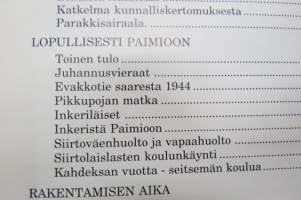 Katkelma kunnalliskertomuksesta
Parakkisairaala.
LOPULLISESTI PAIMIOON
Toinen tulo
Juhannusvieraat
Evakkotie saaresta 1944
Pikkupojan matka
Inkeriläiset
Inkeristä Paimioon
Siirtoväenhuolto ja vapaahuolto
Siirtolaislasten koulunkäynti
Kahdeksan vuotta - seitsemän koulua
RAKENTAMISEN AIKA